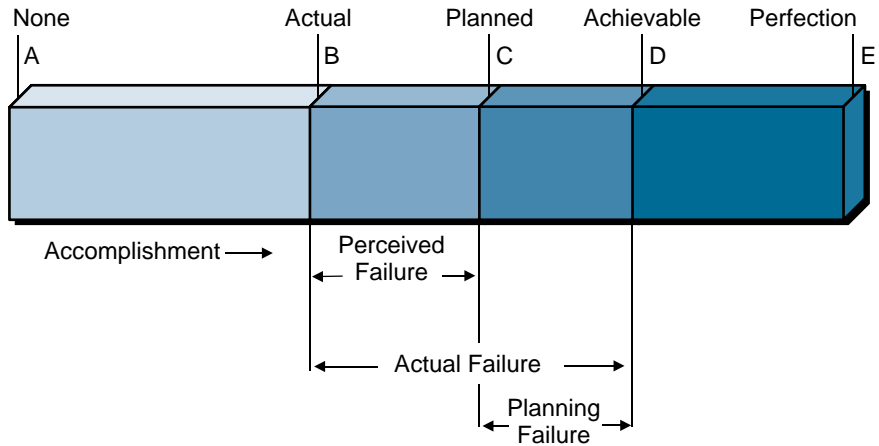 None Actual Planned Achievable Perfection
A B C D E
Accomplishment
Perceived
Failure
Actual Failure
Planning
Failure